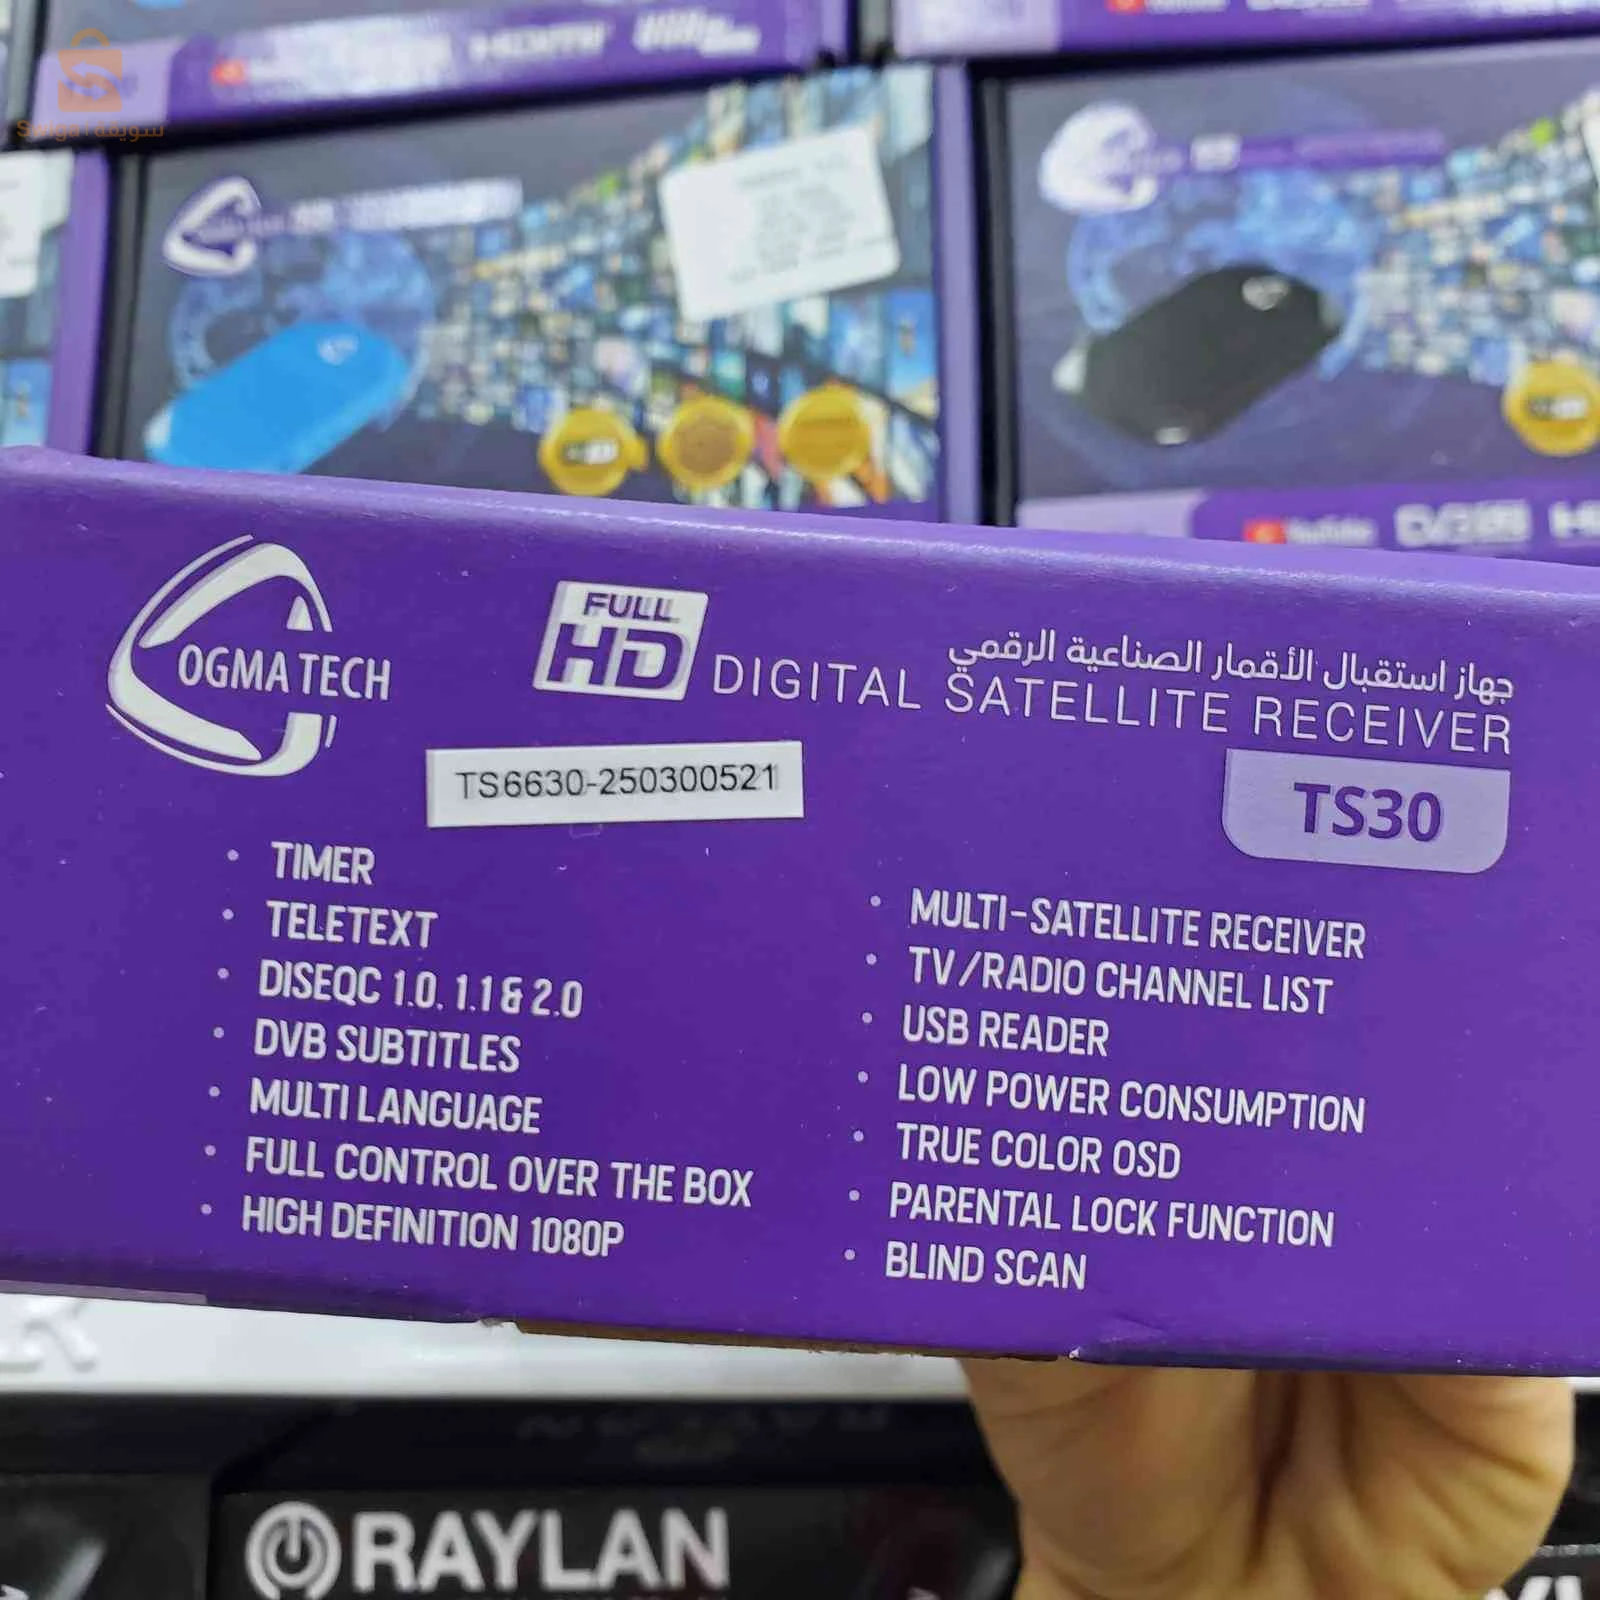 سويقة
YouTube
OGMA TECH
FULL
HD
جهاز استقبال الأقمار الصناعية الرقمي
DIGITAL SATELLITE RECEIVER
TS30
TS6630-250300521
• TIMER
• TELETEXT
• DISEQC 1.0, 1.1 & 2.0
• DVB SUBTITLES
• MULTI LANGUAGE
• FULL CONTROL OVER THE BOX
• HIGH DEFINITION 1080P
• MULTI-SATELLITE RECEIVER
• TV/RADIO CHANNEL LIST
• USB READER
• LOW POWER CONSUMPTION
• TRUE COLOR OSD
• PARENTAL LOCK FUNCTION
• BLIND SCAN
RAYLAN